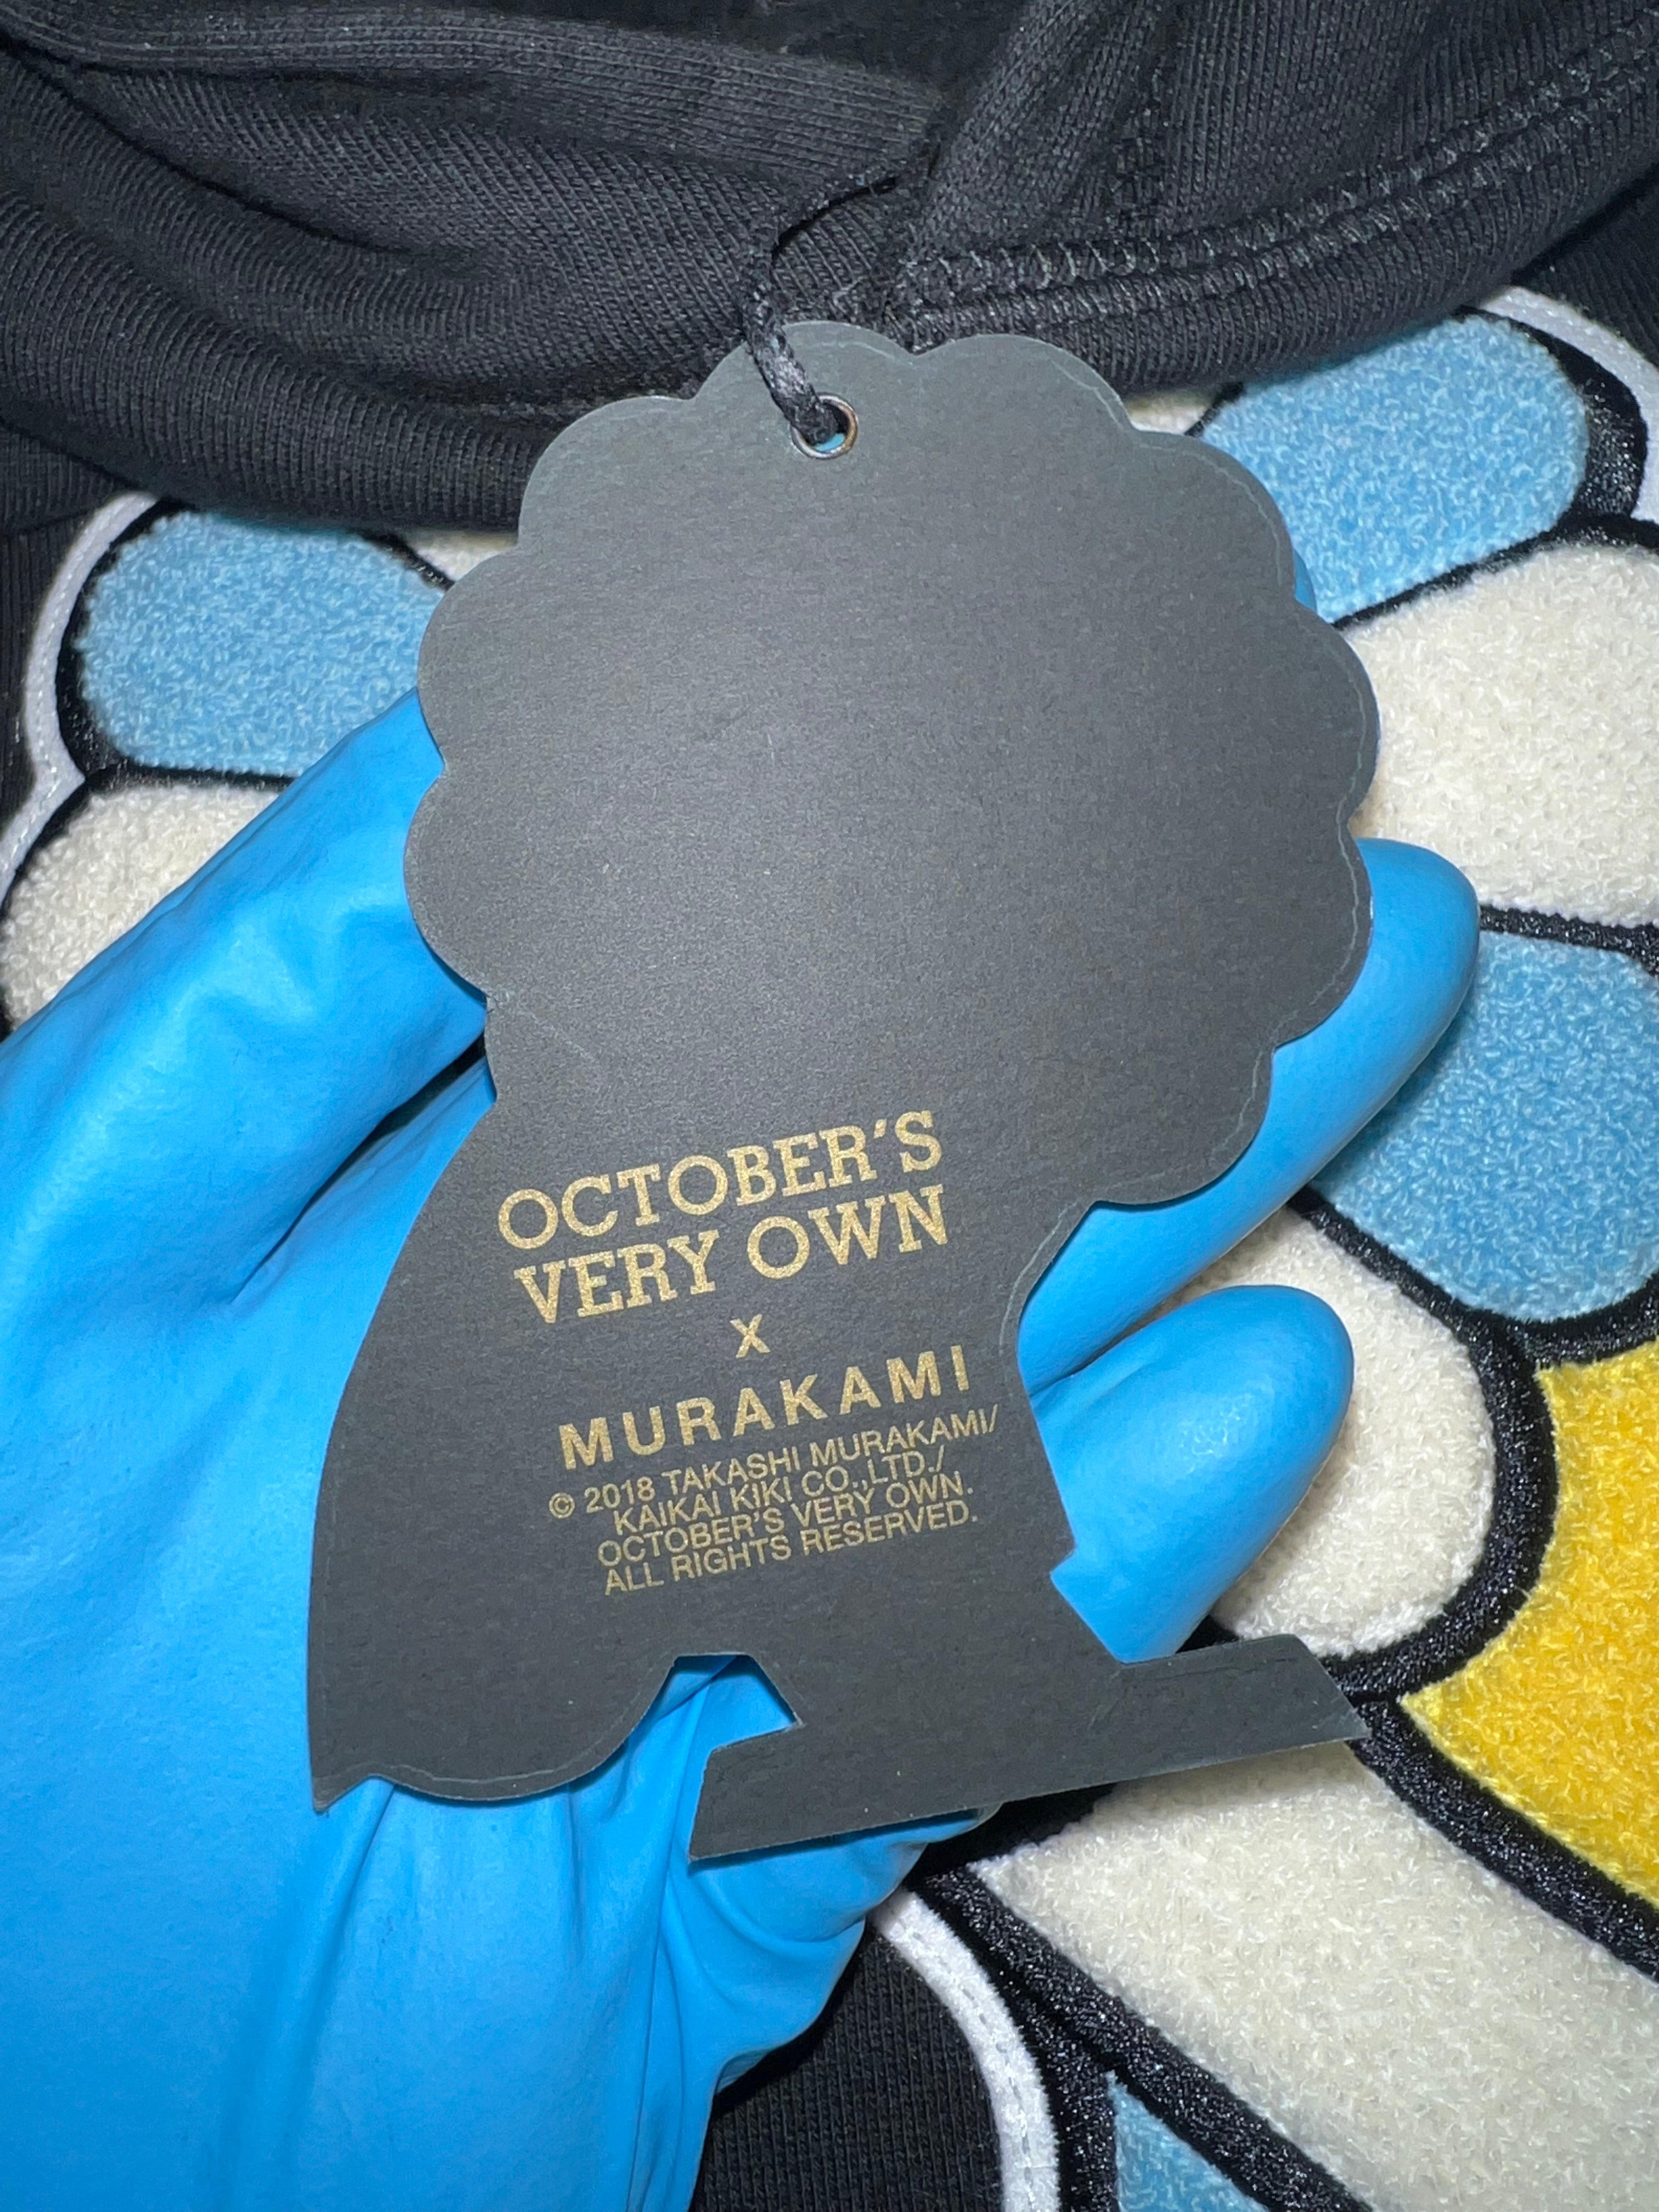 OCTOBER'S
VERY OWN
X
MURAKAMI
© 2018 TAKASHI MURAKAMI/
KAIKAI KIKI CO.,LTD./
OCTOBER'S VERY OWN.
ALL RIGHTS RESERVED.